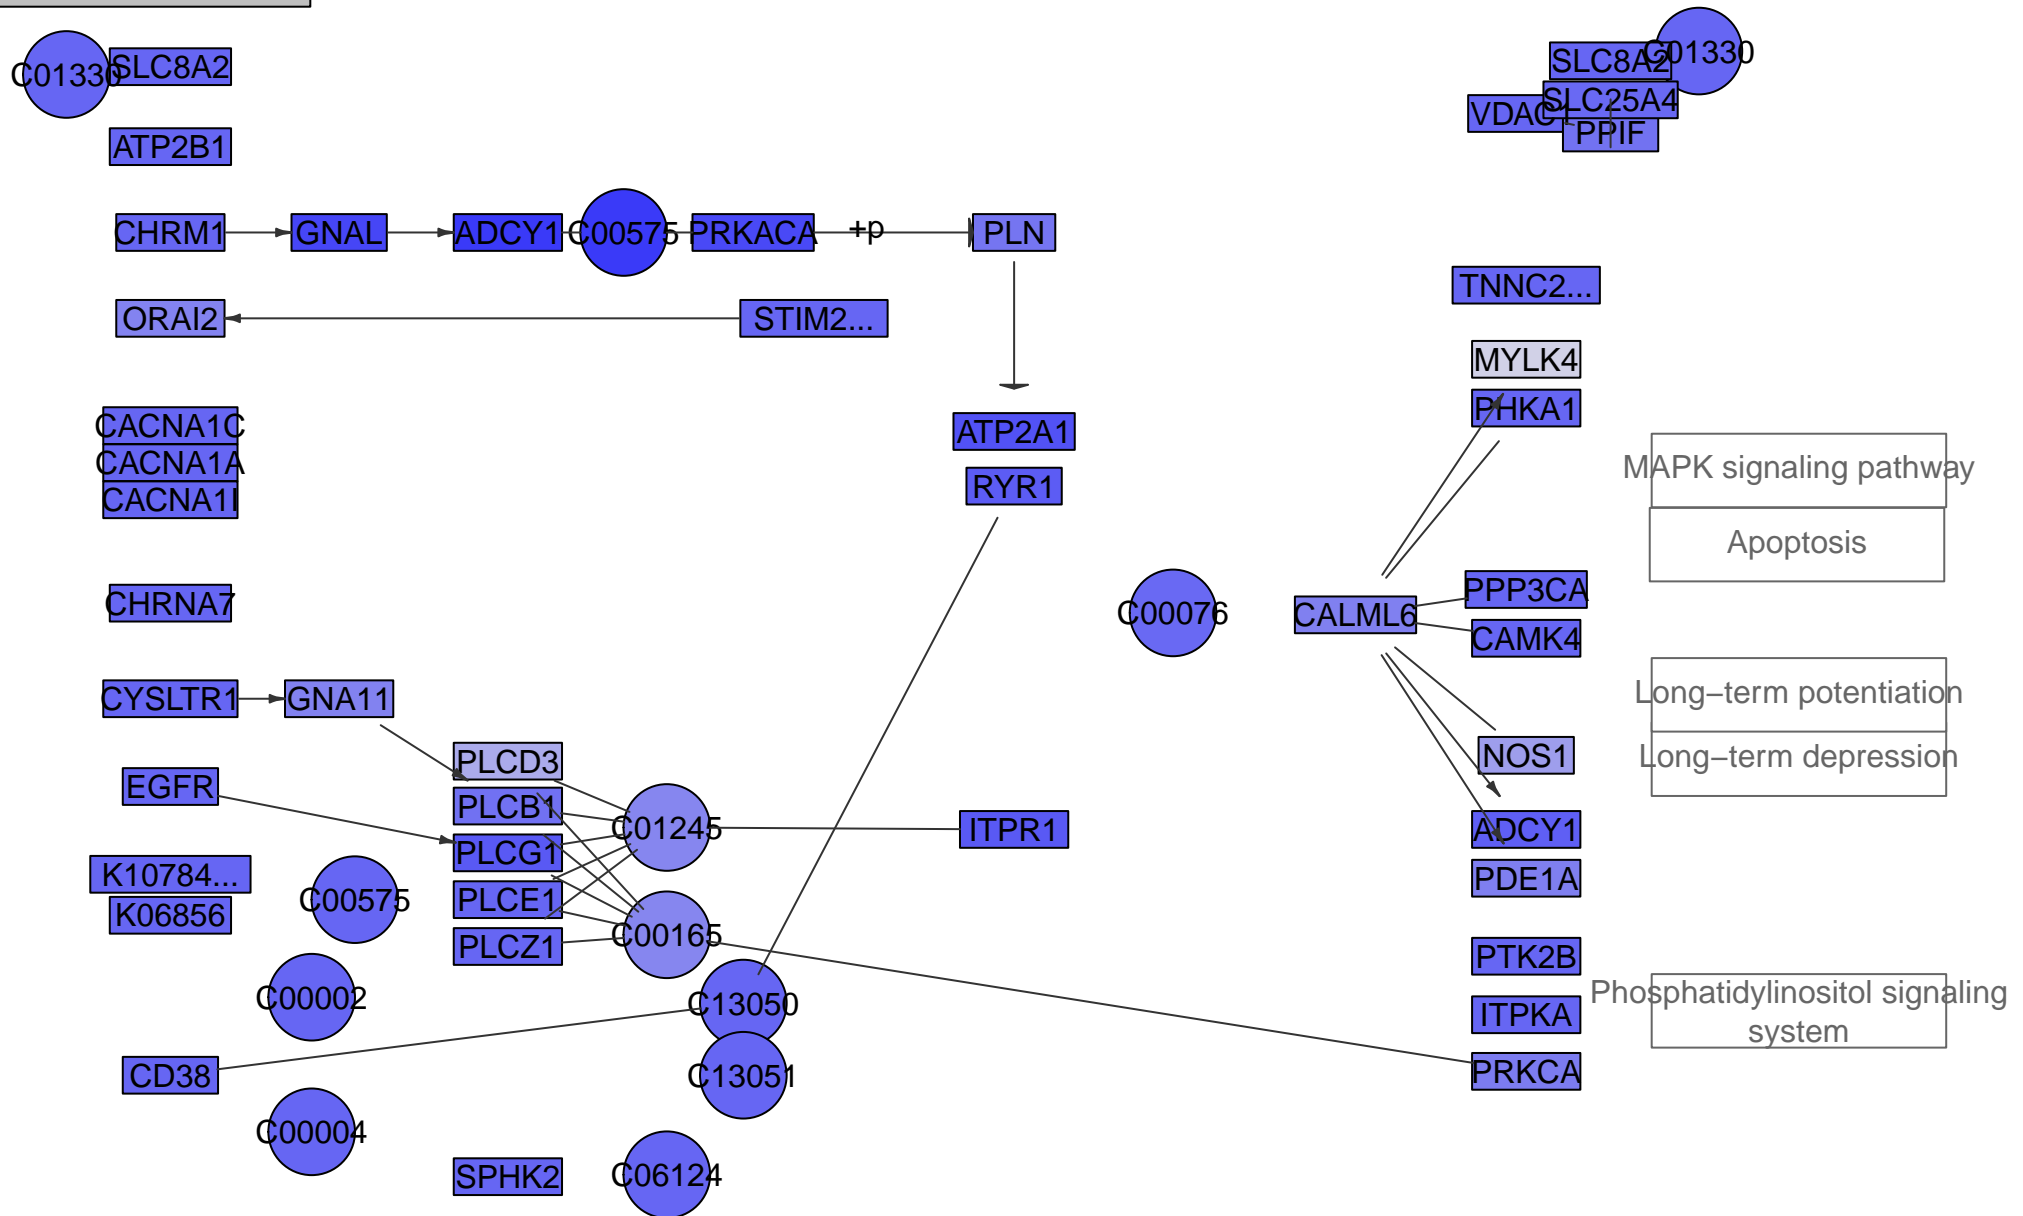 C01330
SLC8A2
SLC8A2
C01330
SLC25A4
VDAC1
PPIF
ATP2B1
CHRM1
GNAL
ADCY1
C00575
PRKACA
+p
PLN
TNNC2...
ORAI2
STIM2...
MYLK4
PHKA1
CACNA1C
CACNA1A
CACNA1I
ATP2A1
RYR1
MAPK signaling pathway
Apoptosis
CHRNA7
C00076
CALML6
PPP3CA
CAMK4
CYSLTR1
GNA11
Long−term potentiation
Long−term depression
PLCD3
NOS1
EGFR
PLCB1
C01245
ITPR1
ADCY1
PLCG1
K10784...
K06856
C00575
PLCE1
PDE1A
PLCZ1
C00165
PTK2B
C00002
C13050
ITPKA
Phosphatidylinositol signaling
system
CD38
C13051
PRKCA
C00004
SPHK2
C06124